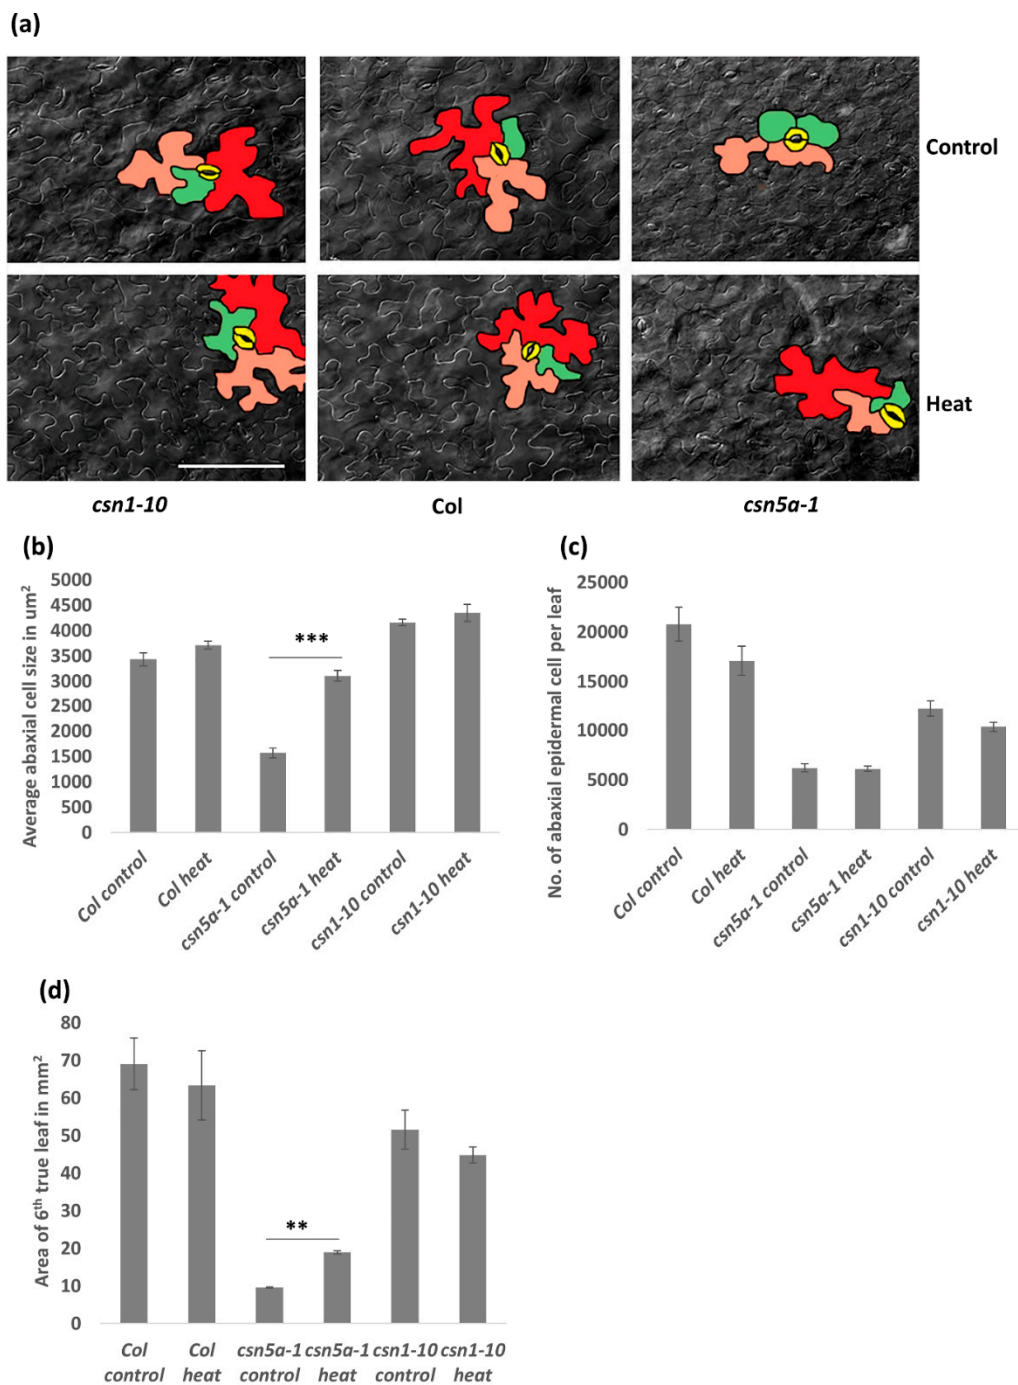 (a)
Control
Heat
csn1-10
Col
csn5a-1
(b)
Average abaxial cell size in um²
5000
4500
4000
3500
3000
2500
2000
1500
1000
500
0
***
Col control
Col heat
csn5a-1 control
csn5a-1 heat
csn1-10 control
csn1-10 heat
(c)
No. of abaxial epidermal cell per leaf
25000
20000
15000
10000
5000
0
Col control
Col heat
csn5a-1 control
csn5a-1 heat
csn1-10 control
csn1-10 heat
(d)
Area of 6th true leaf in mm²
80
70
60
50
40
30
20
10
0
**
Col Col csn5a-1 csn5a-1 csn1-10 csn1-10
control heat control heat control heat